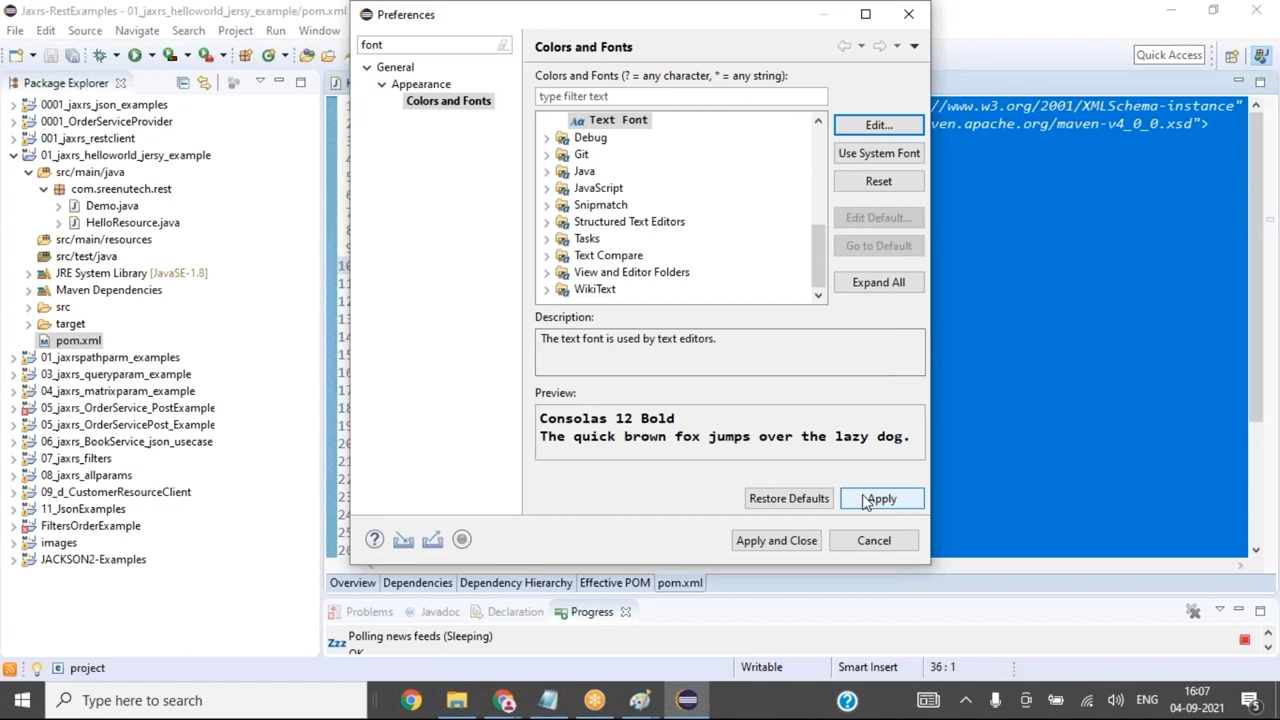 Jaxrs-RestExamples - 01_jaxrs_helloworld_jersy_example/pom.xml
Preferences
File Edit Source Navigate Search Project Run Window
font
Colors and Fonts
Quick Access
General
Appearance
Colors and Fonts
Colors and Fonts (? = any character, * = any string):
type filter text
Package Explorer
0001_jaxrs_json_examples
0001_OrderServiceProvider
001_jaxrs_restclient
01_jaxrs_helloworld_jersy_example
src/main/java
com.sreenutech.rest
Demo.java
HelloResource.java
src/main/resources
src/test/java
JRE System Library [JavaSE-1.8]
Maven Dependencies
src
target
pom.xml
01_jaxrspathparm_examples
03_jaxrs_queryparam_example
04_jaxrs_matrixparam_example
05_jaxrs_OrderService_PostExample
05_jaxrs_OrderServicePost_Example
06_jaxrs_BookService_json_usecase
07_jaxrs_filters
08_jaxrs_allparams
09_d_CustomerResourceClient
11_JsonExamples
FiltersOrderExample
images
JACKSON2-Examples
Text Font
Debug
Git
Java
JavaScript
Snipmatch
Structured Text Editors
Tasks
Text Compare
View and Editor Folders
WikiText
Edit...
Use System Font
Reset
Edit Default...
Go to Default
Expand All
Description:
The text font is used by text editors.
Preview:
Consolas 12 Bold
The quick brown fox jumps over the lazy dog.
Restore Defaults Apply
Apply and Close Cancel
//www.w3.org/2001/XMLSchema-instance"
ven.apache.org/maven-v4_0_0.xsd">
Overview Dependencies Dependency Hierarchy Effective POM pom.xml
Problems Javadoc Declaration Progress
Polling news feeds (Sleeping)
project
Writable Smart Insert 36 : 1
Type here to search
ENG
16:07
04-09-2021
5